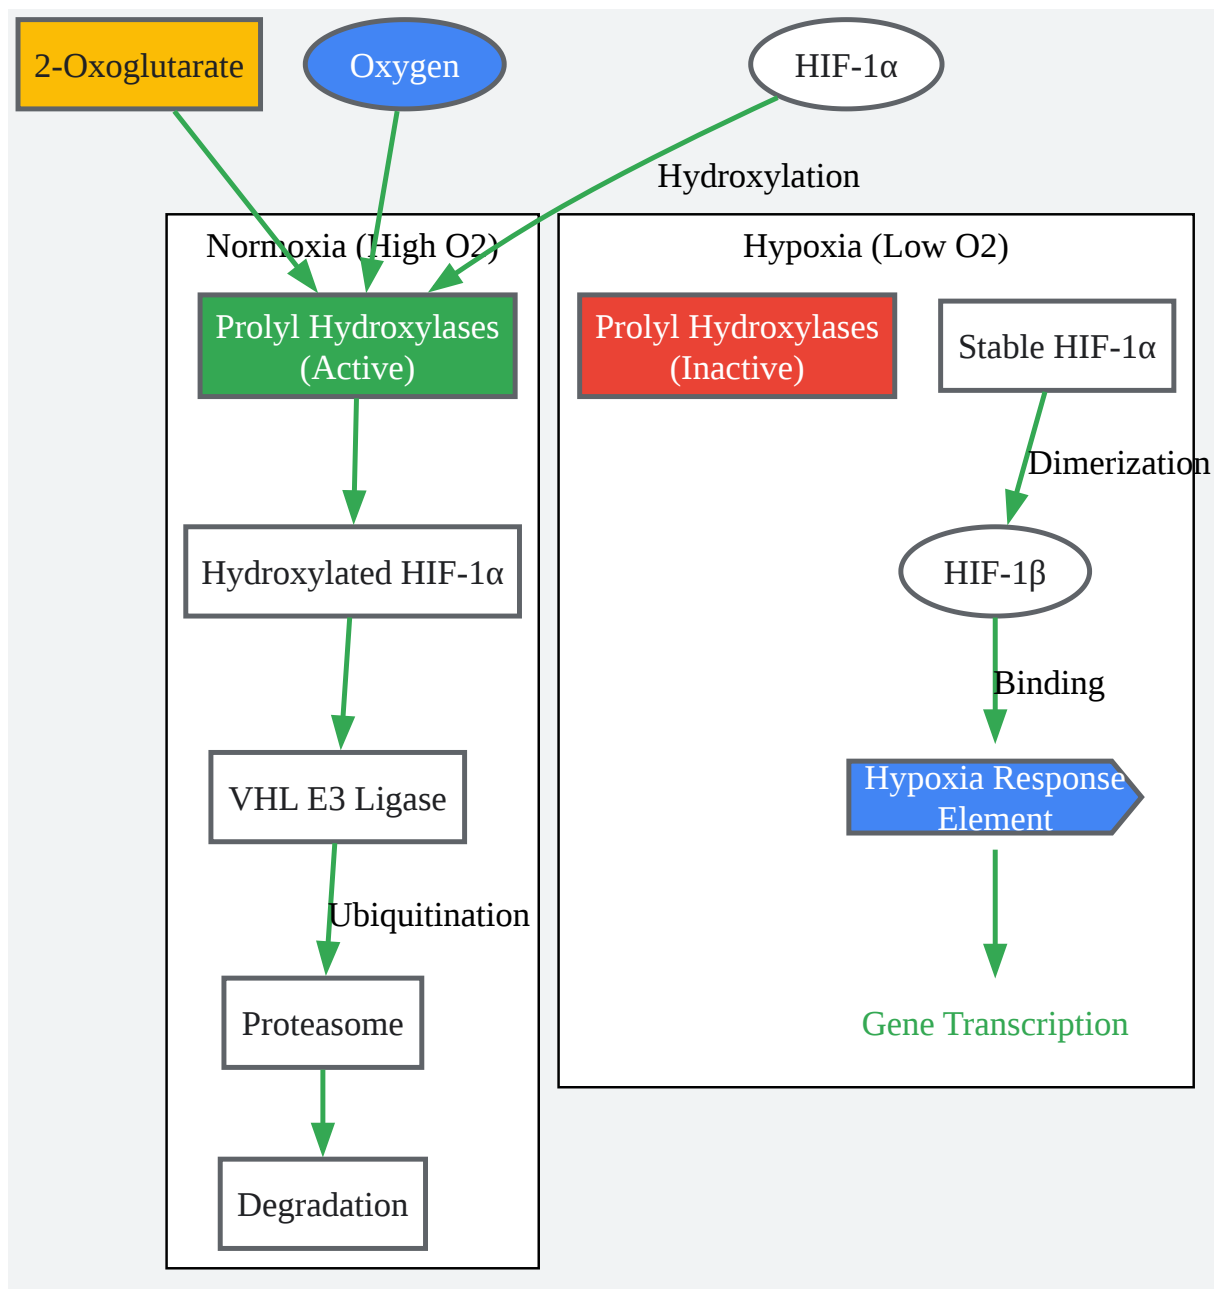 2-Oxoglutarate
Oxygen
HIF-1α
Hydroxylation
Normoxia (High O2)
Hypoxia (Low O2)
Prolyl Hydroxylases
(Active)
Prolyl Hydroxylases
(Inactive)
Stable HIF-1α
Dimerization
Hydroxylated HIF-1α
HIF-1β
Binding
VHL E3 Ligase
Hypoxia Response
Element
Ubiquitination
Proteasome
Gene Transcription
Degradation